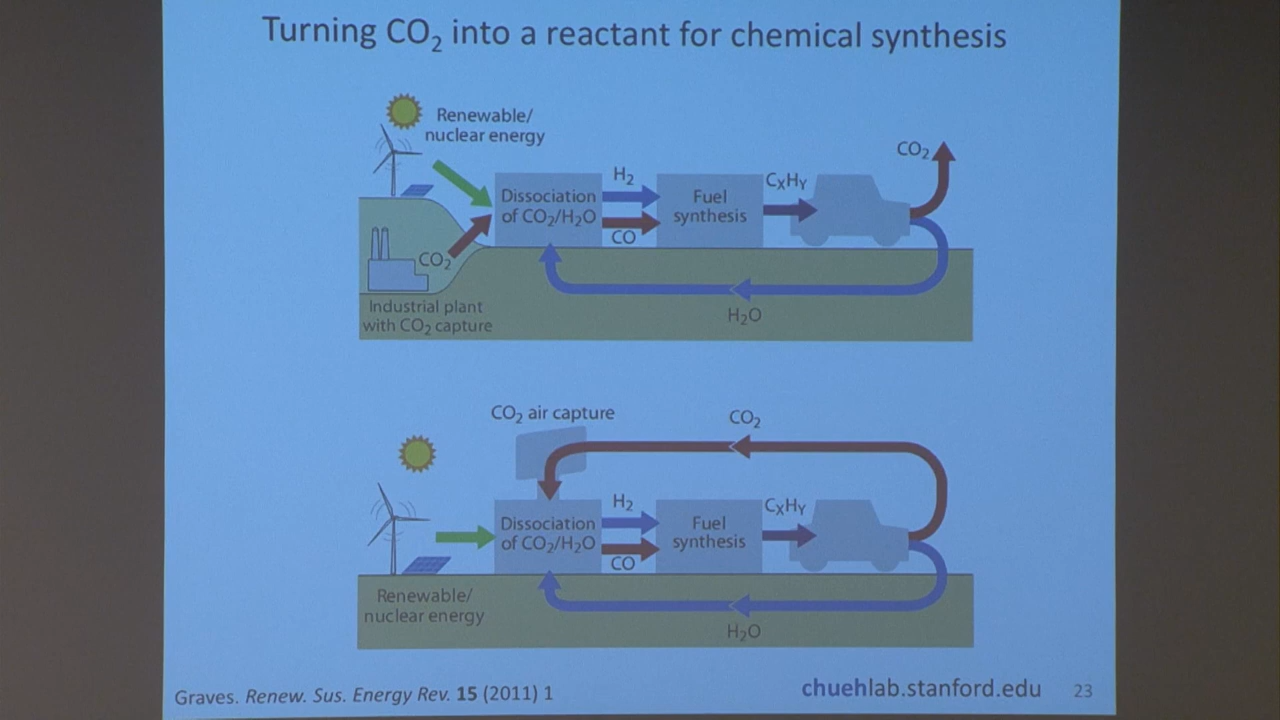 Turning CO₂ into a reactant for chemical synthesis
Renewable/
nuclear energy
CO₂
H₂
CₓHᵧ
Dissociation
of CO₂/H₂O
Fuel
synthesis
CO
CO₂
Industrial plant
with CO₂ capture
H₂O
CO₂ air capture
CO₂
H₂
CₓHᵧ
Dissociation
of CO₂/H₂O
Fuel
synthesis
CO
Renewable/
nuclear energy
H₂O
Graves. Renew. Sus. Energy Rev. 15 (2011) 1
chuehlab.stanford.edu 23